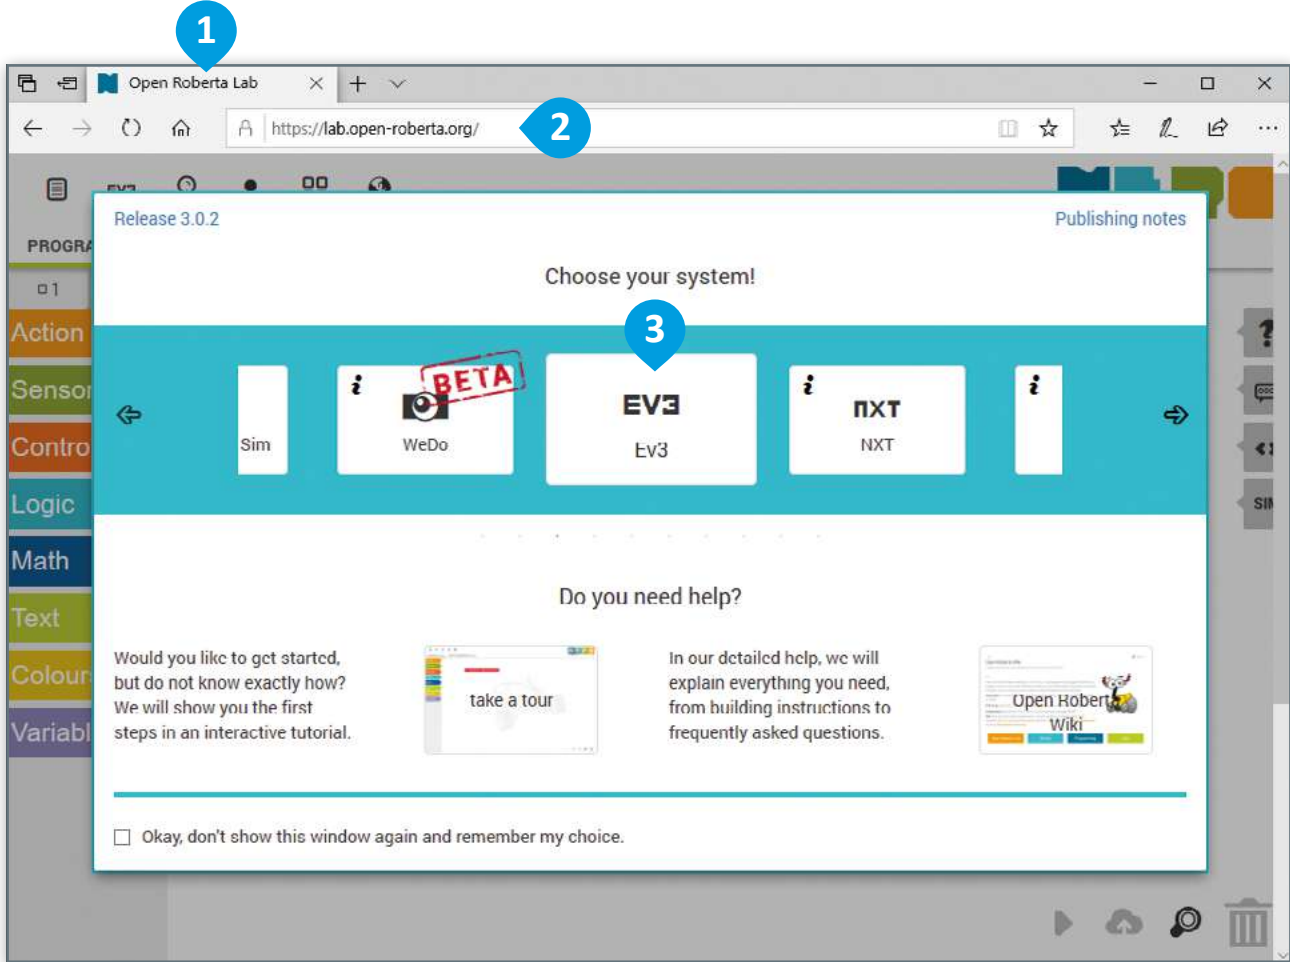 1
Open Roberta Lab
https://lab.open-roberta.org/
2
Release 3.0.2
Publishing notes
PROGRA
1
Choose your system!
3
Action
Sensor
Contro
Logic
Math
Text
Colour
Variabl
Sim
i
BETA
WeDo
EV3
Ev3
i
NXT
NXT
i
SIM
Do you need help?
Would you like to get started,
but do not know exactly how?
We will show you the first
steps in an interactive tutorial.
take a tour
In our detailed help, we will
explain everything you need,
from building instructions to
frequently asked questions.
Open Roberta
Wiki
Okay, don't show this window again and remember my choice.